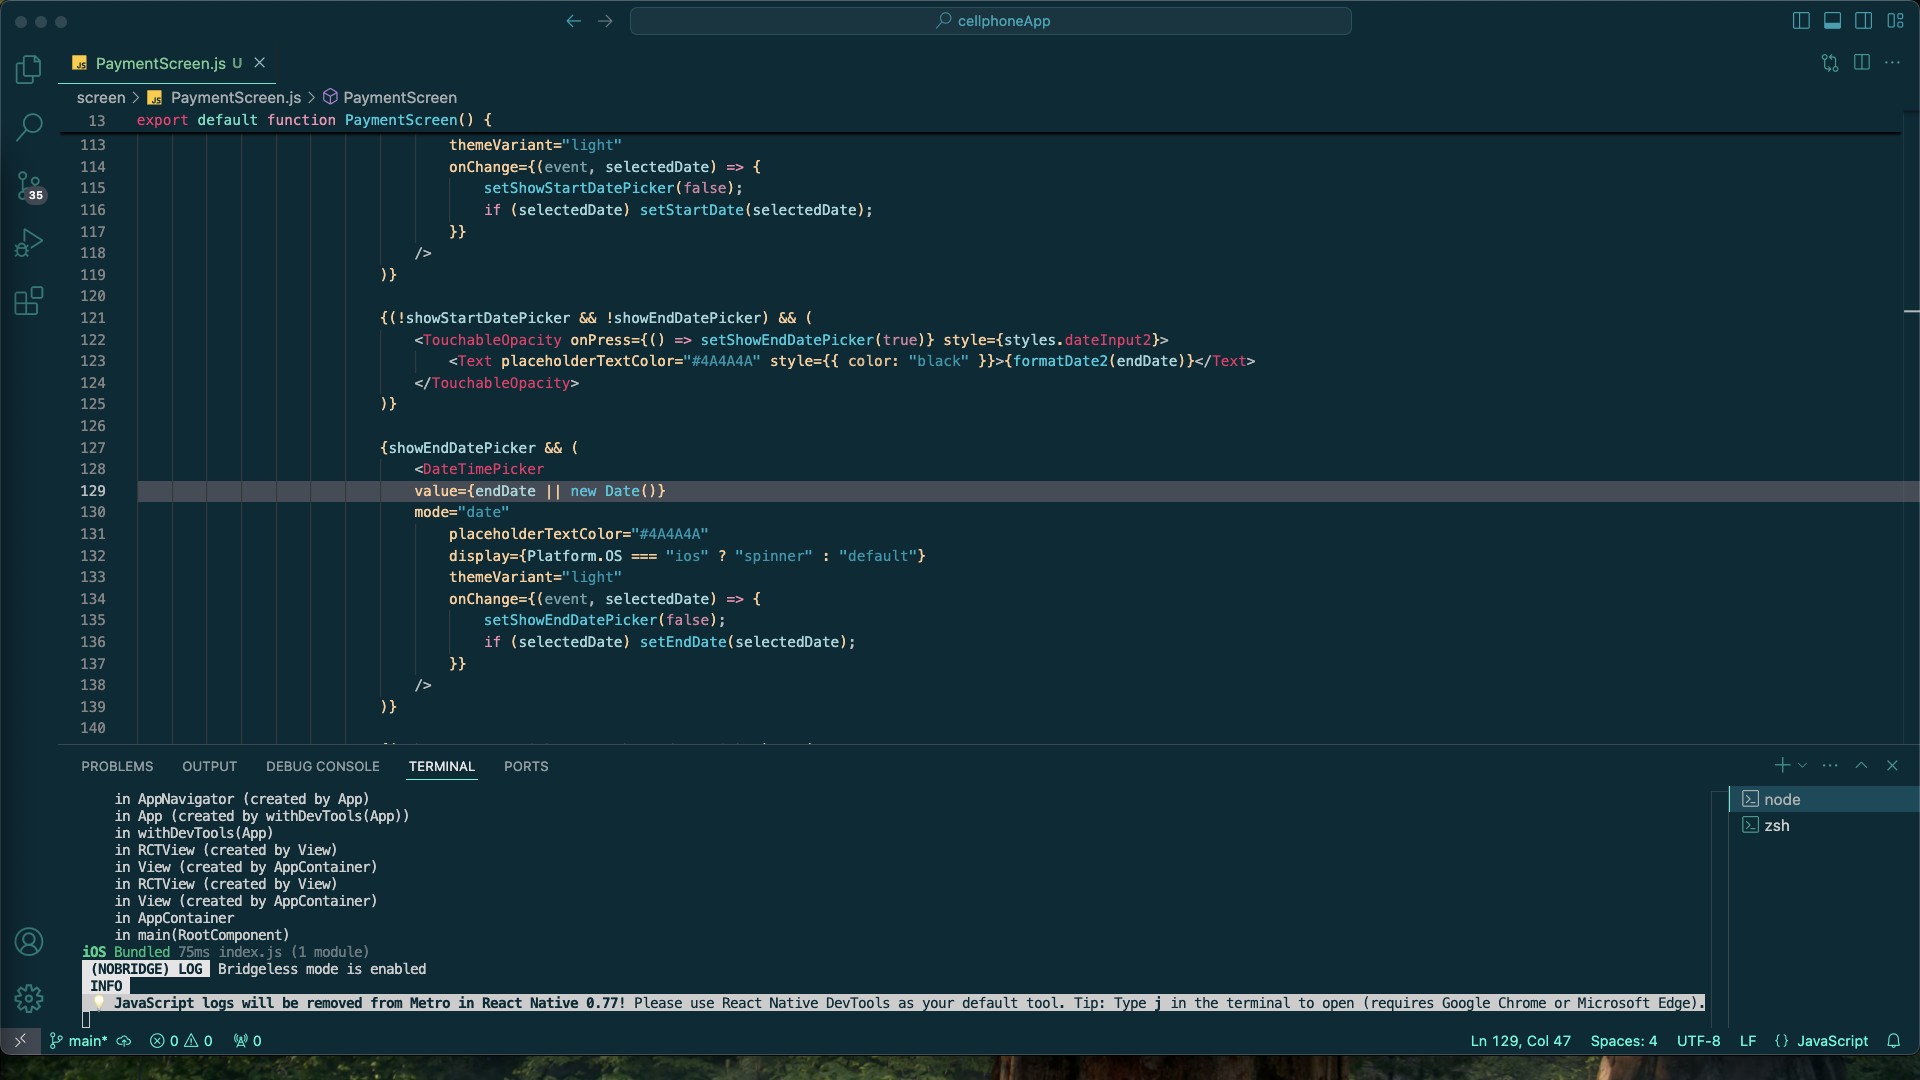 cellphoneApp
PaymentScreen.js U
screen > PaymentScreen.js > PaymentScreen
13 export default function PaymentScreen() {
113 themeVariant="light"
114 onChange={(event, selectedDate) => {
115 setShowStartDatePicker(false);
116 if (selectedDate) setStartDate(selectedDate);
117 }}
118 />
119 )}
120
121 {(!showStartDatePicker && !showEndDatePicker) && (
122 <TouchableOpacity onPress={() => setShowEndDatePicker(true)} style={styles.dateInput2}>
123 <Text placeholderTextColor="#4A4A4A" style={{ color: "black" }}>{formatDate2(endDate)}</Text>
124 </TouchableOpacity>
125 )}
126
127 {showEndDatePicker && (
128 <DateTimePicker
129 value={endDate || new Date()}
130 mode="date"
131 placeholderTextColor="#4A4A4A"
132 display={Platform.OS === "ios" ? "spinner" : "default"}
133 themeVariant="light"
134 onChange={(event, selectedDate) => {
135 setShowEndDatePicker(false);
136 if (selectedDate) setEndDate(selectedDate);
137 }}
138 />
139 )}
140
35
PROBLEMS OUTPUT DEBUG CONSOLE TERMINAL PORTS
in AppNavigator (created by App)
in App (created by withDevTools(App))
in withDevTools(App)
in RCTView (created by View)
in View (created by AppContainer)
in RCTView (created by View)
in View (created by AppContainer)
in AppContainer
in main(RootComponent)
iOS Bundled 75ms index.js (1 module)
(NOBRIDGE) LOG Bridgeless mode is enabled
INFO
JavaScript logs will be removed from Metro in React Native 0.77! Please use React Native DevTools as your default tool. Tip: Type j in the terminal to open (requires Google Chrome or Microsoft Edge).
node
zsh
main* 0 0 0 Ln 129, Col 47 Spaces: 4 UTF-8 LF {} JavaScript